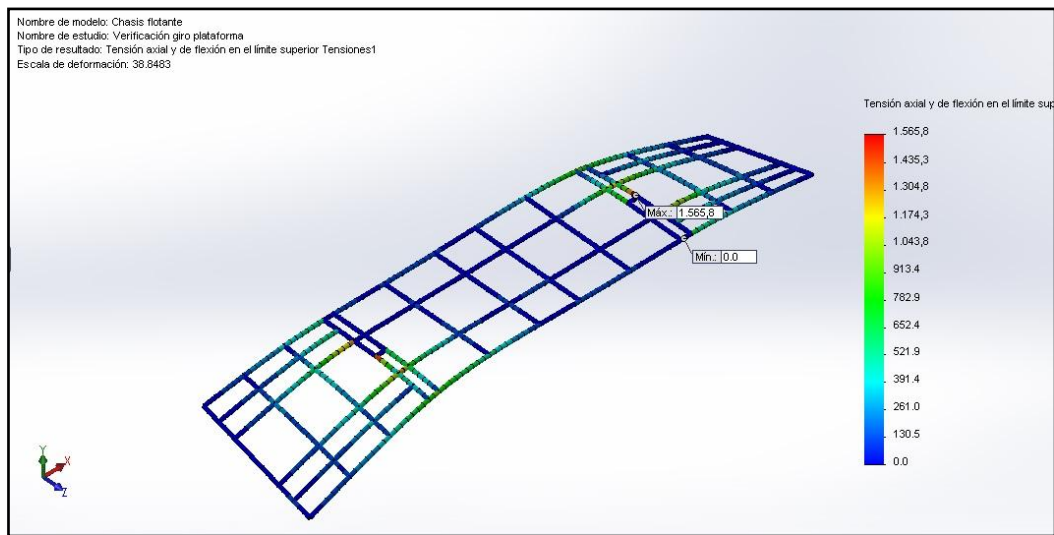 Nombre de modelo: Chasis flotante
Nombre de estudio: Verificación giro plataforma
Tipo de resultado: Tensión axial y de flexión en el límite superior Tensiones1
Escala de deformación: 38.8483
Tensión axial y de flexión en el límite sup
1.565,8
1.435,3
1.304,8
1.174,3
1.043,8
913.4
782.9
652.4
521.9
391.4
261.0
130.5
0.0
Máx.: 1.565,8
Mín.: 0.0
Y
X
Z